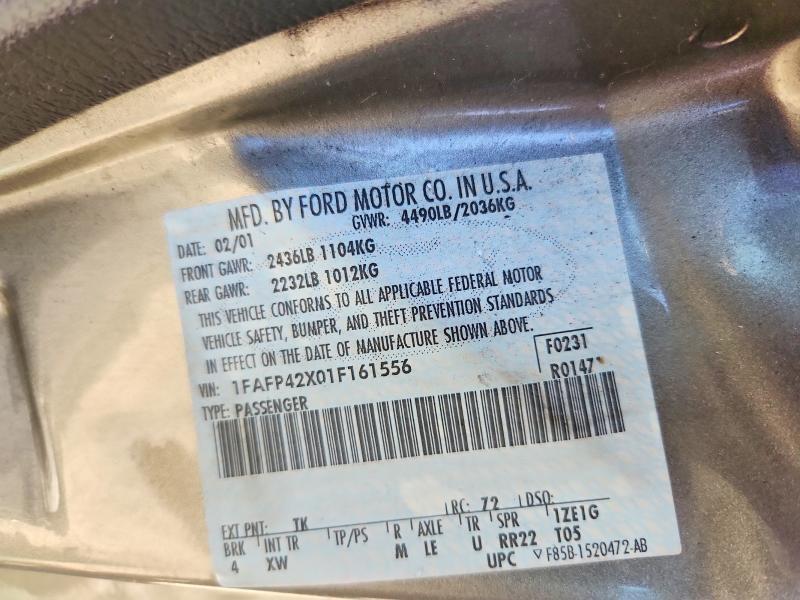 MFD. BY FORD MOTOR CO. IN U.S.A.
DATE: 02/01 GVWR: 4490LB/2036KG
FRONT GAWR: 2436LB 1104KG
REAR GAWR: 2232LB 1012KG
THIS VEHICLE CONFORMS TO ALL APPLICABLE FEDERAL MOTOR
VEHICLE SAFETY, BUMPER, AND THEFT PREVENTION STANDARDS
IN EFFECT ON THE DATE OF MANUFACTURE SHOWN ABOVE.
VIN: 1FAFP42X01F161556 F0231
TYPE: PASSENGER R0147
EXT PNT: TK RC: 72 DSO:
BRK INT TR TP/PS R AXLE TR SPR 1ZE1G
4 XW M LE U RR22 T05
UPC ▽F85B-1520472-AB